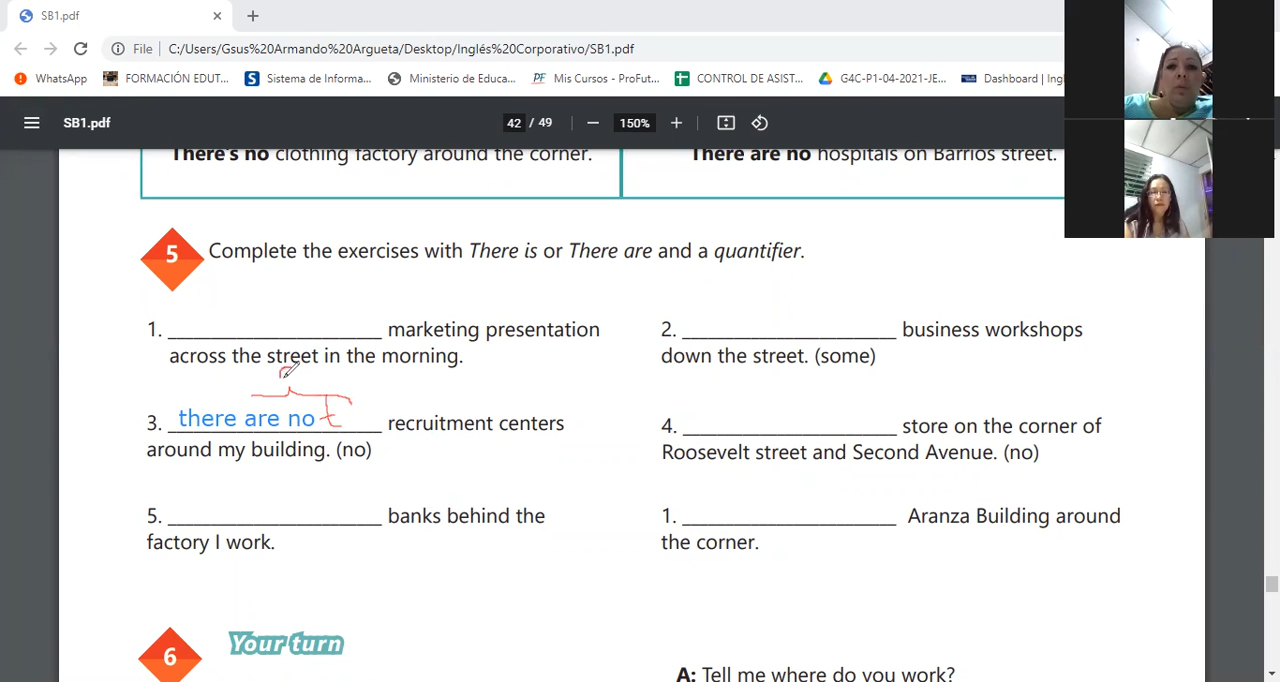 SB1.pdf
File C:/Users/Gsus%20Armando%20Argueta/Desktop/Inglés%20Corporativo/SB1.pdf
WhatsApp FORMACIÓN EDUT... Sistema de Informa... Ministerio de Educa... Mis Cursos - ProFut... CONTROL DE ASIST... G4C-P1-04-2021-JE... Dashboard | Ingl
SB1.pdf 42 / 49 150%
There's no clothing factory around the corner. There are no hospitals on Barrios street.
5 Complete the exercises with There is or There are and a quantifier.
1. ____________________ marketing presentation
across the street in the morning.
2. ____________________ business workshops
down the street. (some)
3. there are no t recruitment centers
around my building. (no)
4. ____________________ store on the corner of
Roosevelt street and Second Avenue. (no)
5. ____________________ banks behind the
factory I work.
1. ____________________ Aranza Building around
the corner.
6 Your turn
A: Tell me where do you work?